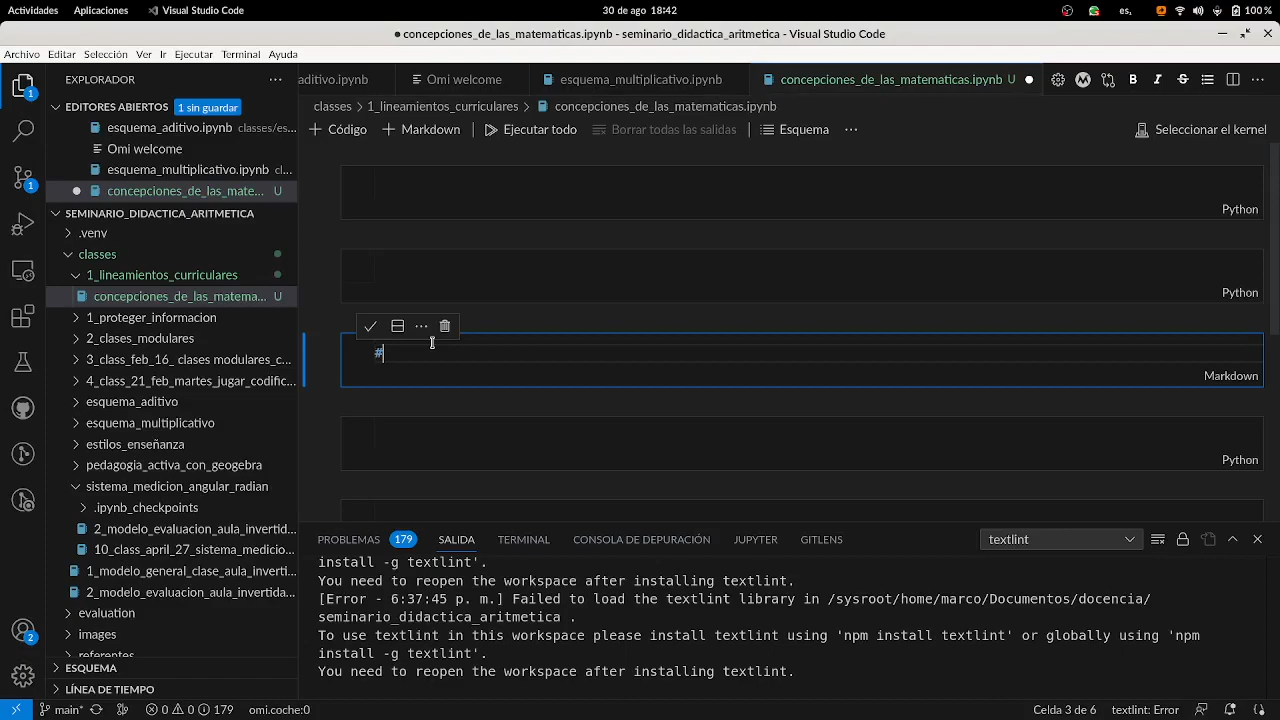 Actividades Aplicaciones Visual Studio Code 30 de ago 18:42 es, 100 %
concepciones_de_las_matematicas.ipynb - seminario_didactica_aritmetica - Visual Studio Code
Archivo Editar Selección Ver Ir Ejecutar Terminal Ayuda
EXPLORADOR
aditivo.ipynb Omi welcome esquema_multiplicativo.ipynb concepciones_de_las_matematicas.ipynb U
EDITORES ABIERTOS 1 sin guardar
classes > 1_lineamientos_curriculares > concepciones_de_las_matematicas.ipynb
esquema_aditivo.ipynb classes/es...
Código Markdown Ejecutar todo Borrar todas las salidas Esquema Seleccionar el kernel
Omi welcome
esquema_multiplicativo.ipynb cl...
concepciones_de_las_mate... U
SEMINARIO_DIDACTICA_ARITMETICA
Python
.venv
classes
1_lineamientos_curriculares
Python
concepciones_de_las_matema... U
1_proteger_informacion
2_clases_modulares
#
3_class_feb_16_ clases modulares_c...
Markdown
4_class_21_feb_martes_jugar_codific...
esquema_aditivo
esquema_multiplicativo
estilos_enseñanza
Python
pedagogia_activa_con_geogebra
sistema_medicion_angular_radian
.ipynb_checkpoints
2_modelo_evaluacion_aula_invertid...
10_class_april_27_sistema_medicio...
1_modelo_general_clase_aula_inverti...
2_modelo_evaluacion_aula_invertida...
evaluation
images
referentes
ESQUEMA
LÍNEA DE TIEMPO
PROBLEMAS 179 SALIDA TERMINAL CONSOLA DE DEPURACIÓN JUPYTER GITLENS textlint
install -g textlint'.
You need to reopen the workspace after installing textlint.
[Error - 6:37:45 p. m.] Failed to load the textlint library in /sysroot/home/marco/Documentos/docencia/
seminario_didactica_aritmetica .
To use textlint in this workspace please install textlint using 'npm install textlint' or globally using 'npm
install -g textlint'.
You need to reopen the workspace after installing textlint.
1
1
2
main* 0 0 179 omi.coche:0 Celda 3 de 6 textlint: Error